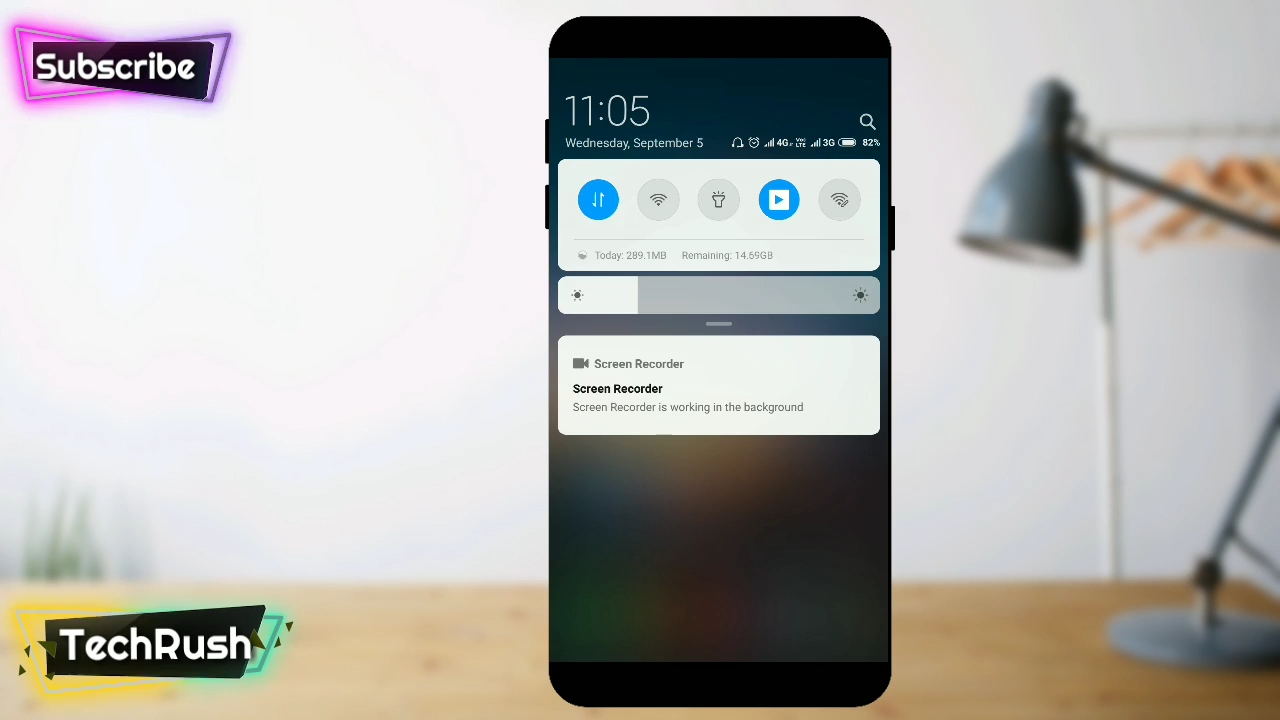 Subscribe
11:05
Wednesday, September 5
4G VoLTE 3G 82%
Today: 289.1MB Remaining: 14.69GB
Screen Recorder
Screen Recorder
Screen Recorder is working in the background
TechRush